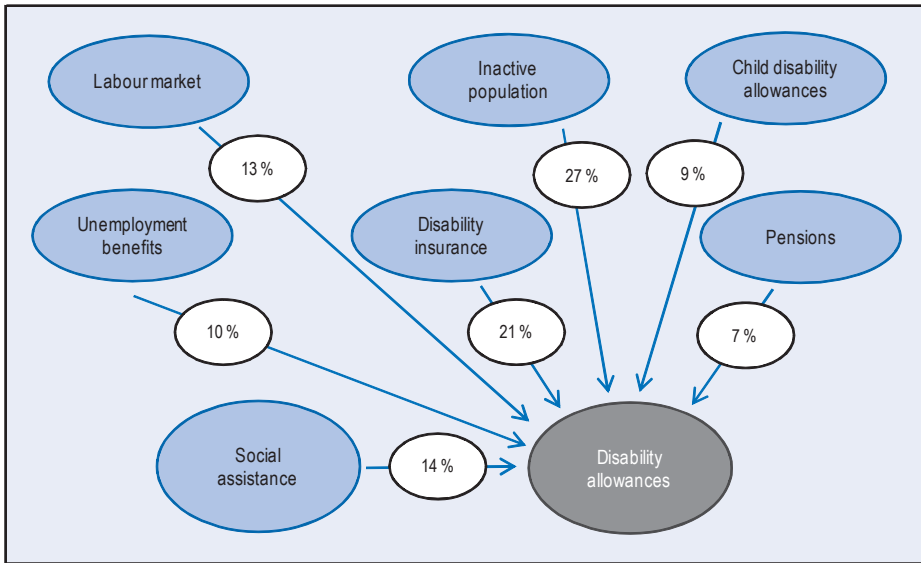 Labour market
Inactive
population
Child disability
allowances
13 %
27 %
9 %
Unemployment
benefits
Disability
insurance
Pensions
10 %
21 %
7 %
Social
assistance
14 %
Disability
allowances